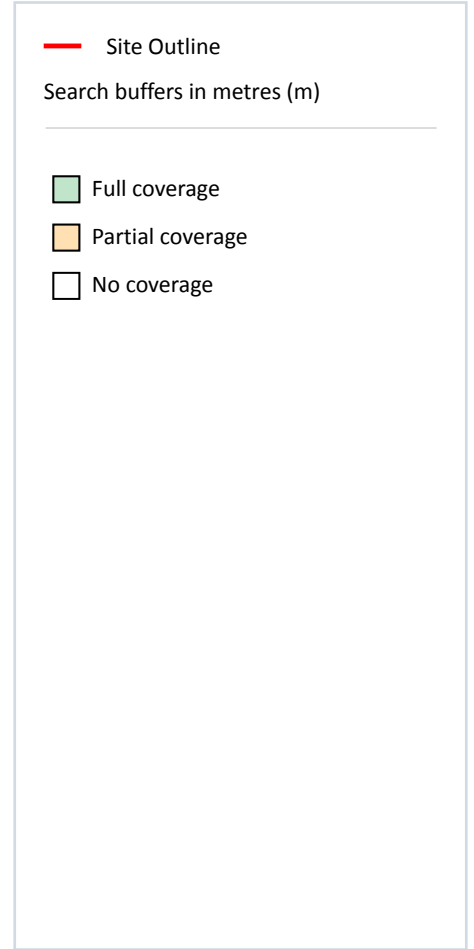 Site Outline
Search buffers in metres (m)
Full coverage
Partial coverage
No coverage